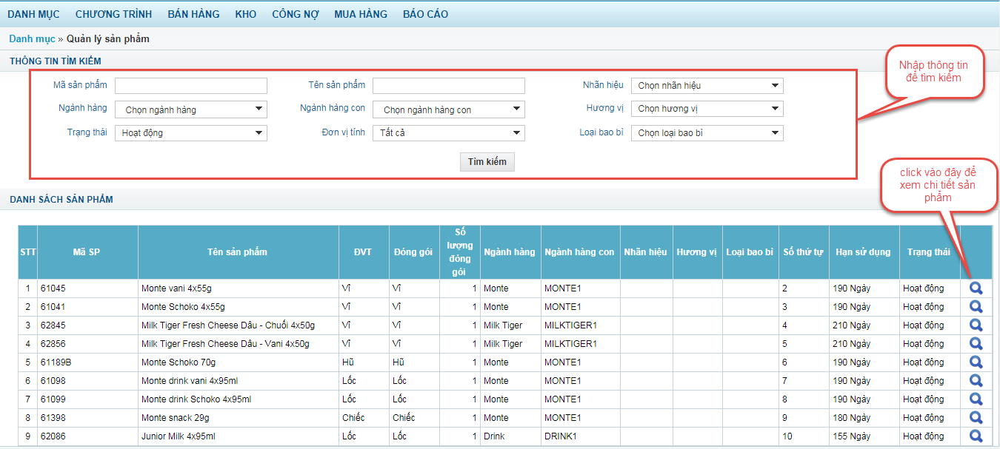 DANH MỤC CHƯƠNG TRÌNH BÁN HÀNG KHO CÔNG NỢ MUA HÀNG BÁO CÁO
Danh mục » Quản lý sản phẩm
THÔNG TIN TÌM KIẾM
Nhập thông tin
để tìm kiếm
Mã sản phẩm Tên sản phẩm Nhãn hiệu Chọn nhãn hiệu
Ngành hàng Chọn ngành hàng Ngành hàng con Chọn ngành hàng con Hương vị Chọn hương vị
Trạng thái Hoạt động Đơn vị tính Tất cả Loại bao bì Chọn loại bao bì
Tìm kiếm
click vào đây để
xem chi tiết sản
phẩm
DANH SÁCH SẢN PHẨM
STT Mã SP Tên sản phẩm ĐVT Đóng gói Số lượng đóng gói Ngành hàng Ngành hàng con Nhãn hiệu Hương vị Loại bao bì Số thứ tự Hạn sử dụng Trạng thái
1 61045 Monte vani 4x55g Vĩ Vĩ 1 Monte MONTE1 2 190 Ngày Hoạt động
2 61041 Monte Schoko 4x55g Vĩ Vĩ 1 Monte MONTE1 3 190 Ngày Hoạt động
3 62845 Milk Tiger Fresh Cheese Dâu - Chuối 4x50g Vĩ Vĩ 1 Milk Tiger MILKTIGER1 4 210 Ngày Hoạt động
4 62856 Milk Tiger Fresh Cheese Dâu - Vani 4x50g Vĩ Vĩ 1 Milk Tiger MILKTIGER1 5 210 Ngày Hoạt động
5 61189B Monte Schoko 70g Hũ Hũ 1 Monte MONTE1 6 190 Ngày Hoạt động
6 61098 Monte drink vani 4x95ml Lốc Lốc 1 Monte MONTE1 7 190 Ngày Hoạt động
7 61099 Monte drink Schoko 4x95ml Lốc Lốc 1 Monte MONTE1 8 190 Ngày Hoạt động
8 61398 Monte snack 29g Chiếc Chiếc 1 Monte MONTE1 9 180 Ngày Hoạt động
9 62086 Junior Milk 4x95ml Lốc Lốc 1 Drink DRINK1 10 155 Ngày Hoạt động